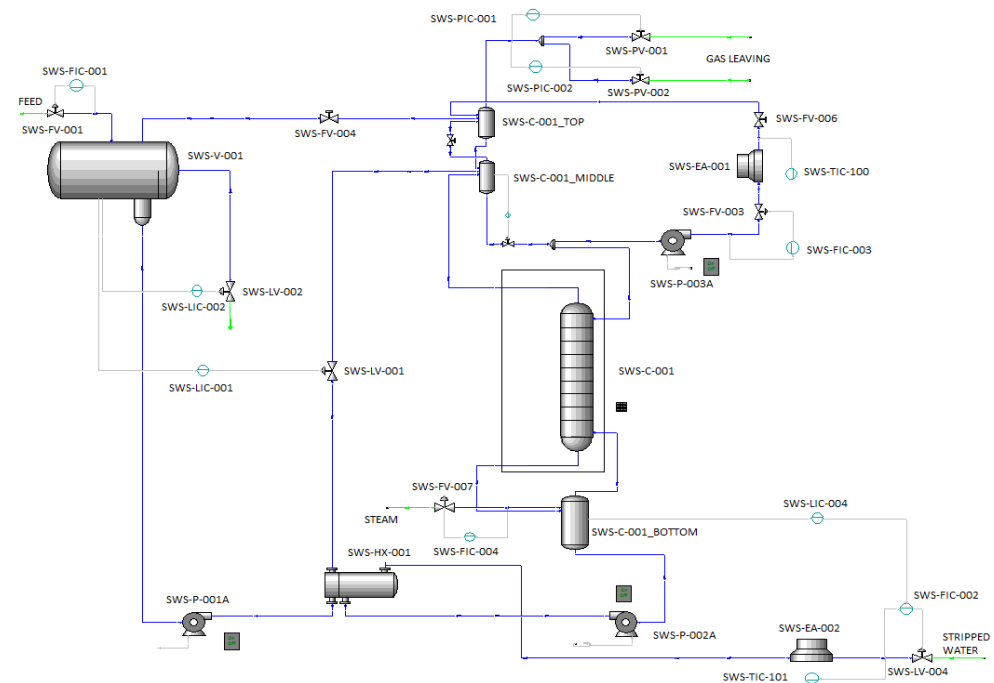 SWS-PIC-001
SWS-PV-001
GAS LEAVING
SWS-FIC-001
SWS-PIC-002
SWS-PV-002
FEED
SWS-FV-001
SWS-FV-004
SWS-C-001_TOP
SWS-FV-006
SWS-V-001
SWS-EA-001
SWS-TIC-100
SWS-C-001_MIDDLE
SWS-FV-003
SWS-FIC-003
SWS-P-003A
SWS-LIC-002
SWS-LV-002
SWS-LIC-001
SWS-LV-001
SWS-C-001
SWS-FV-007
STEAM
SWS-LIC-004
SWS-C-001_BOTTOM
SWS-HX-001
SWS-FIC-004
SWS-P-001A
SWS-FIC-002
SWS-P-002A
SWS-EA-002
STRIPPED
WATER
SWS-LV-004
SWS-TIC-101